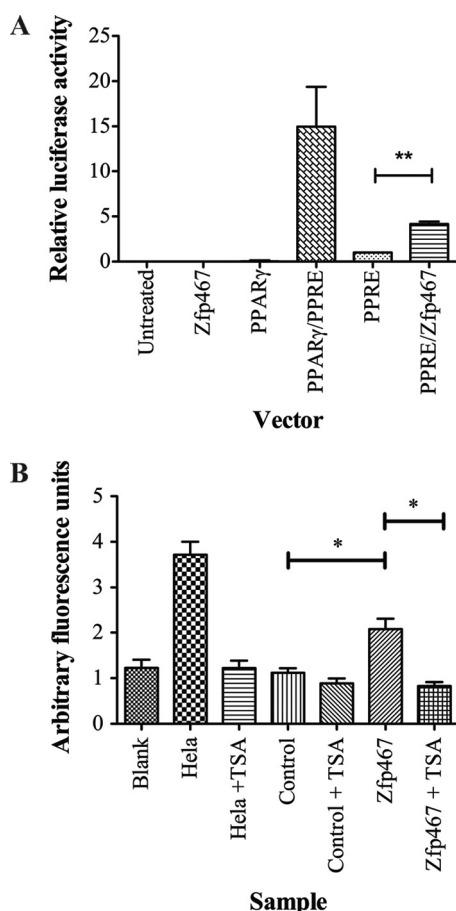 A
Relative luciferase activity
25
20
15
10
5
0
**
Untreated
Zfp467
PPARγ
PPARγ/PPRE
PPRE
PPRE/Zfp467
Vector
B
Arbitrary fluorescence units
5
4
3
2
1
0
*
*
Blank
Hela
Hela +TSA
Control
Control + TSA
Zfp467
Zfp467 + TSA
Sample